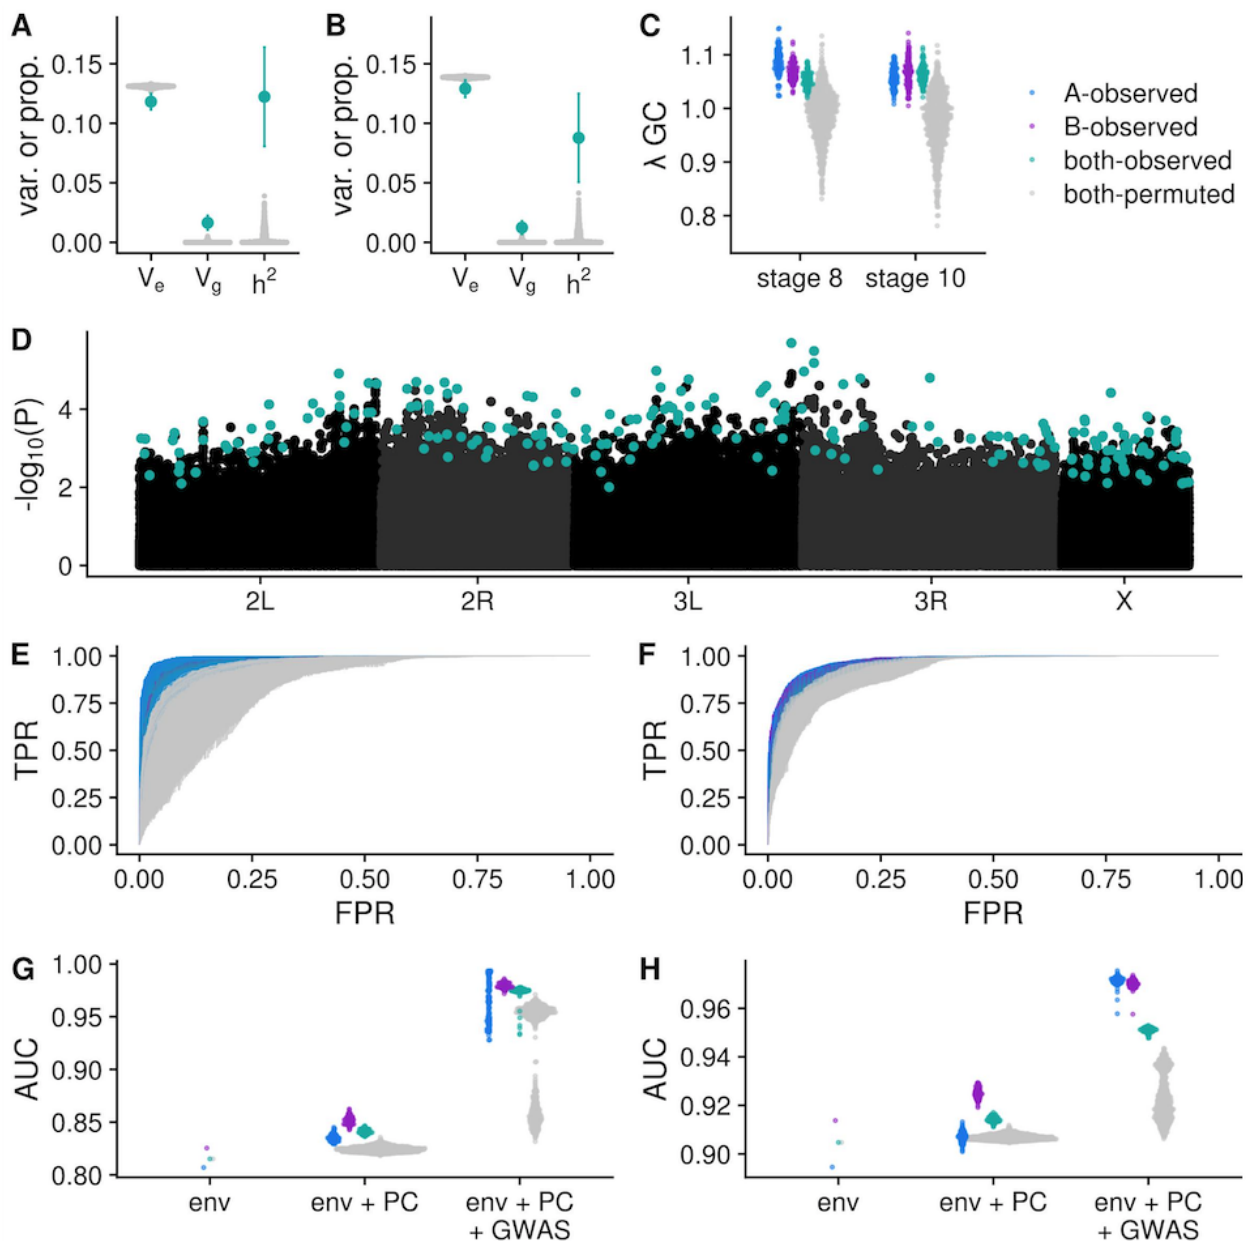 A
var. or prop.
0.15
0.10
0.05
0.00
Vₑ
V_g
h²
B
var. or prop.
0.15
0.10
0.05
0.00
Vₑ
V_g
h²
C
λ GC
1.1
1.0
0.9
0.8
stage 8
stage 10
A-observed
B-observed
both-observed
both-permuted
D
-log₁₀(P)
4
2
0
2L
2R
3L
3R
X
E
TPR
1.00
0.75
0.50
0.25
0.00
0.00 0.25 0.50 0.75 1.00
FPR
F
TPR
1.00
0.75
0.50
0.25
0.00
0.00 0.25 0.50 0.75 1.00
FPR
G
AUC
1.00
0.95
0.90
0.85
0.80
env
env + PC
env + PC
+ GWAS
H
AUC
0.96
0.94
0.92
0.90
env
env + PC
env + PC
+ GWAS